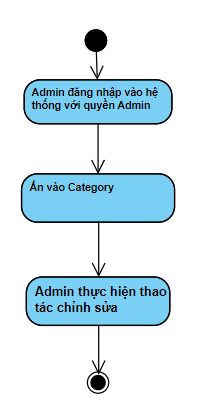 Admin đăng nhập vào hệ
thống với quyền Admin
Ấn vào Category
Admin thực hiện thao
tác chỉnh sửa